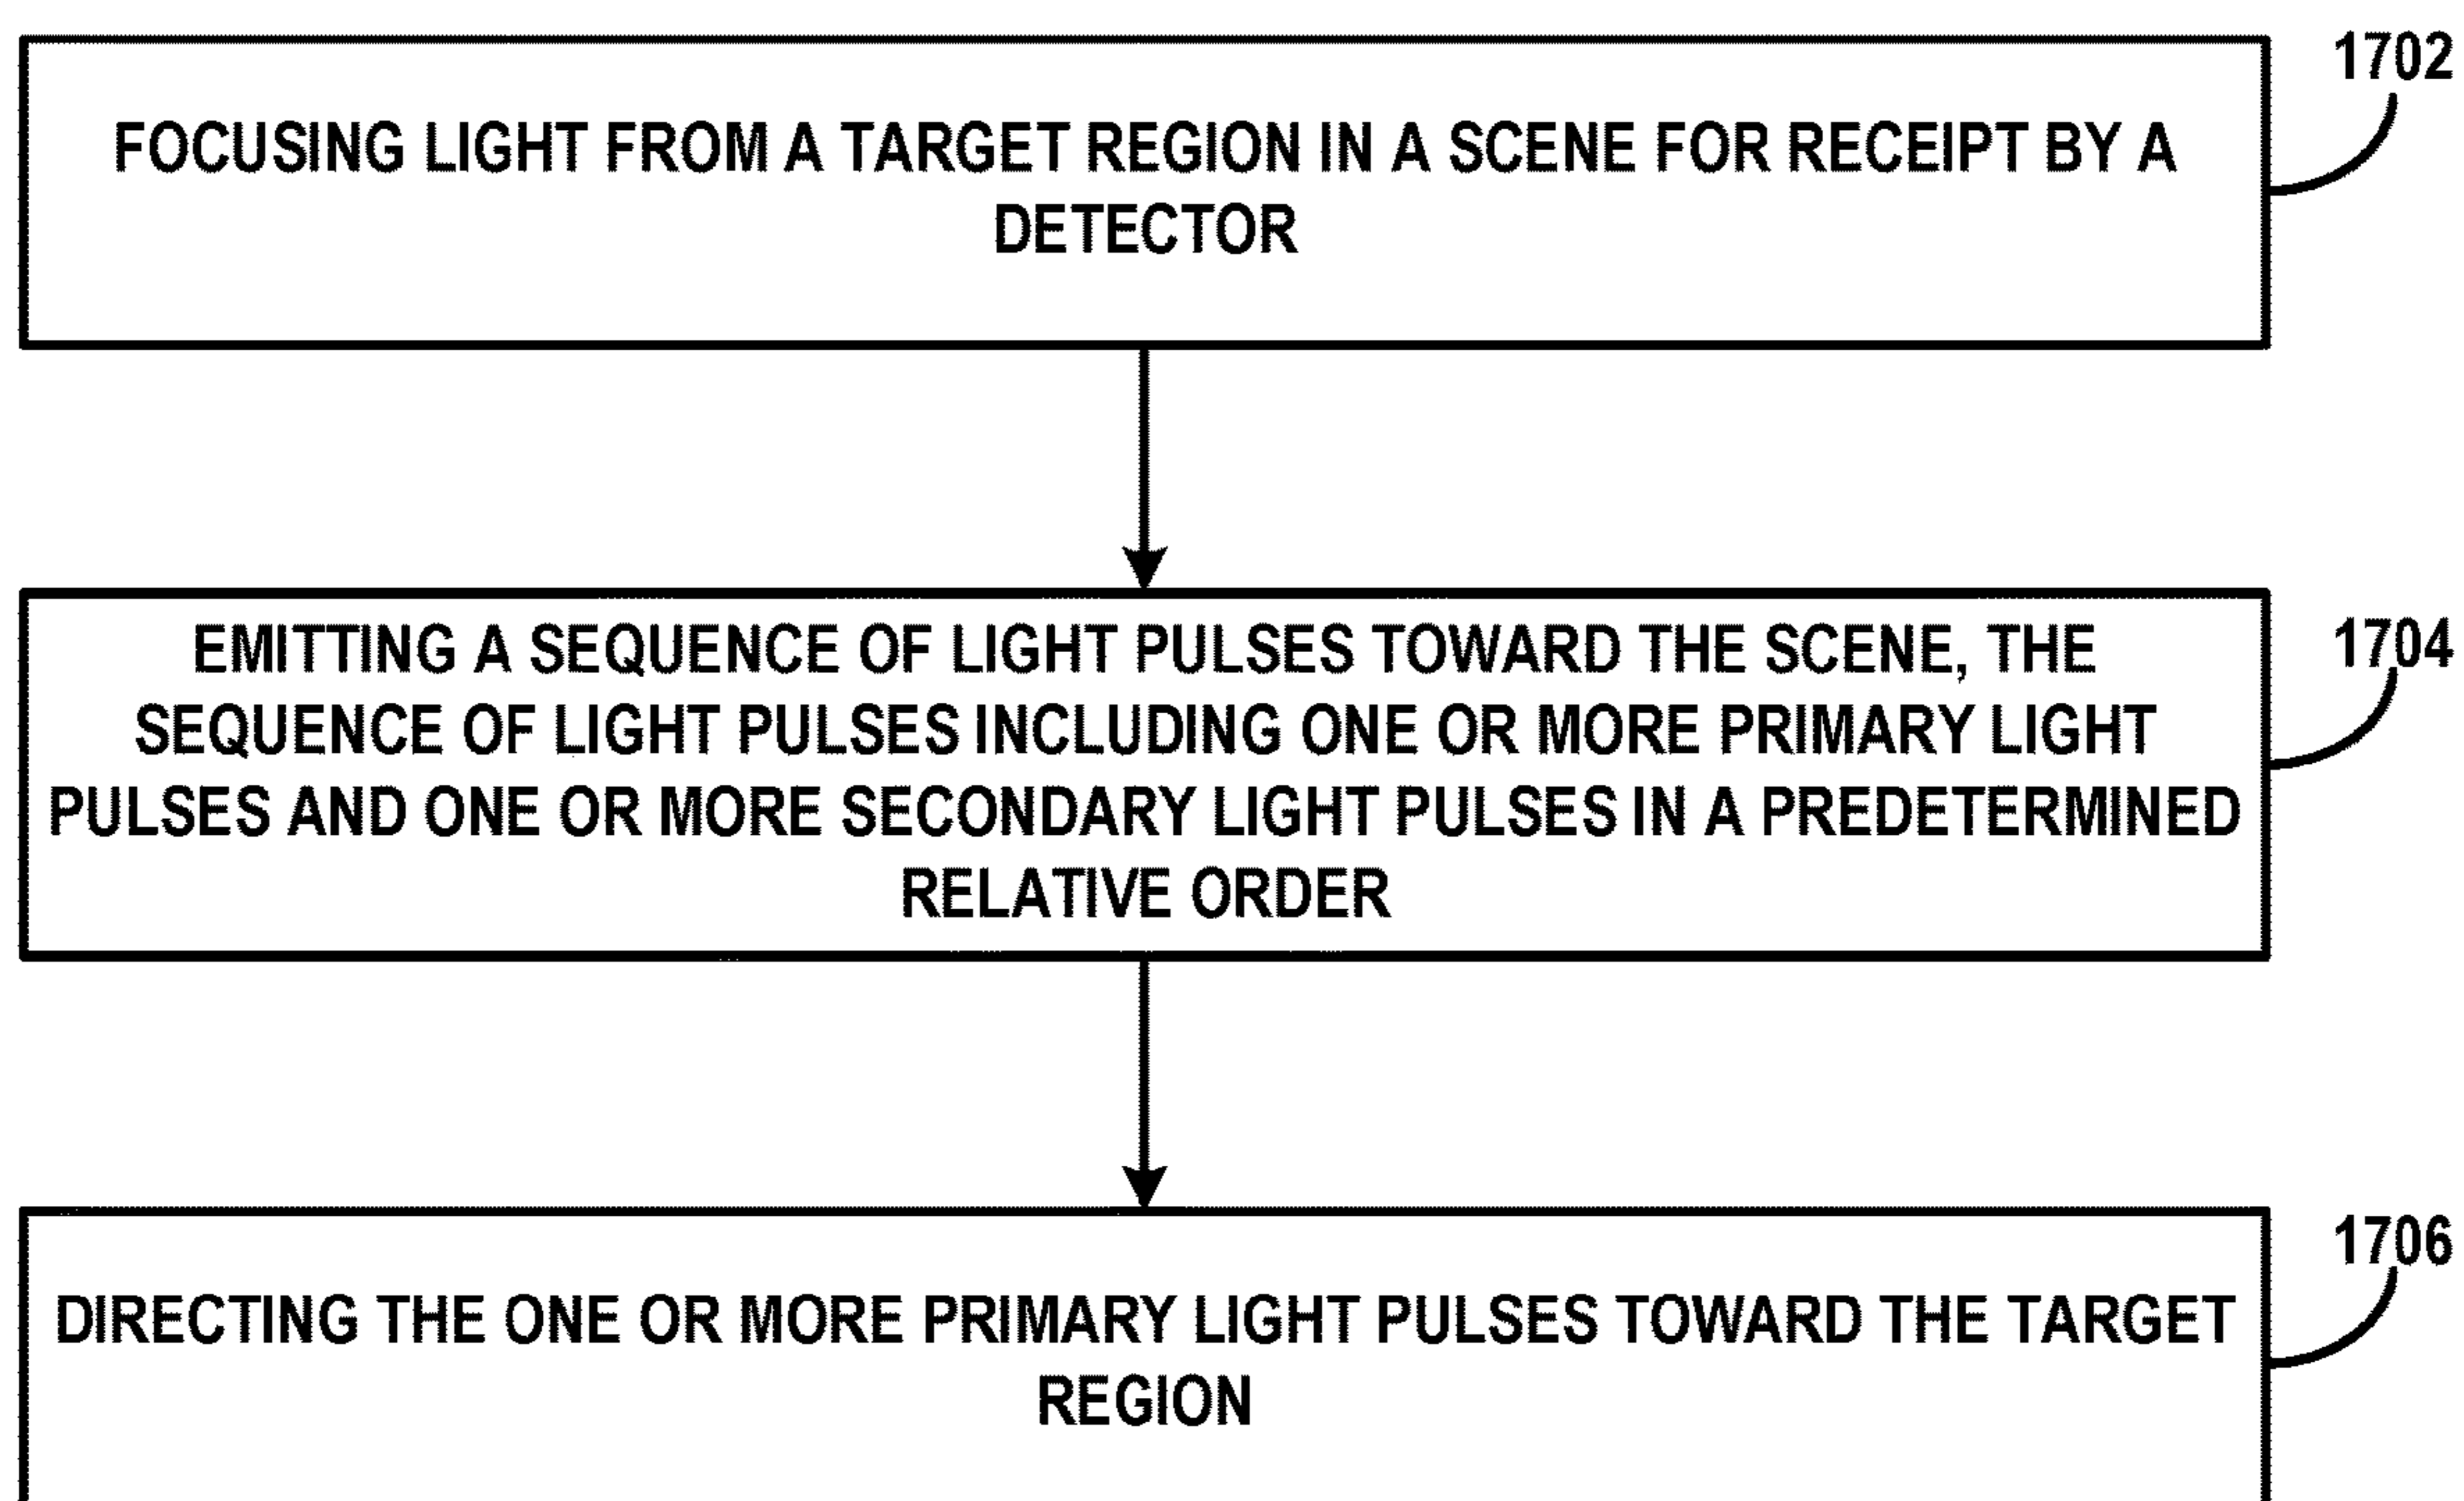 1702
FOCUSING LIGHT FROM A TARGET REGION IN A SCENE FOR RECEIPT BY A
DETECTOR
1704
EMITTING A SEQUENCE OF LIGHT PULSES TOWARD THE SCENE, THE
SEQUENCE OF LIGHT PULSES INCLUDING ONE OR MORE PRIMARY LIGHT
PULSES AND ONE OR MORE SECONDARY LIGHT PULSES IN A PREDETERMINED
RELATIVE ORDER
1706
DIRECTING THE ONE OR MORE PRIMARY LIGHT PULSES TOWARD THE TARGET
REGION